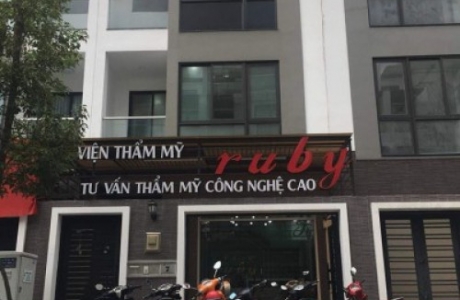 VIỆN THẨM MỸ ruby
TƯ VẤN THẨM MỸ CÔNG NGHỆ CAO